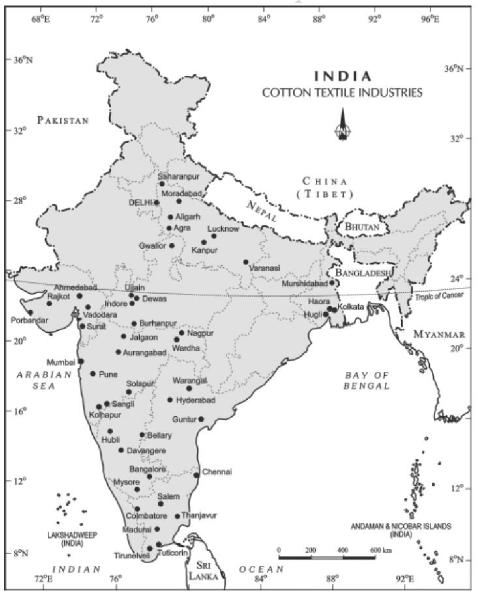 68°E 72°E 76°E 80°E 84°E 88°E 92°E 96°E
36°N
36°N
INDIA
COTTON TEXTILE INDUSTRIES
PAKISTAN
32°N
32°N
CHINA
(TIBET)
Saharanpur
Moradabad
DELHI
28°N
NEPAL
BHUTAN
Aligarh
Agra
Lucknow
Gwalior
Kanpur
Varanasi
BANGLADESH
24°N
Murshidabad
Tropic of Cancer
Ahmedabad
Ujjain
Rajkot
Dewas
Indore
Haora
Kolkata
Hugli
Porbandar
Vadodara
Surat
Burhanpur
Nagpur
MYANMAR
20°N
Jalgaon
Wardha
20°N
Aurangabad
Mumbai
ARABIAN
SEA
Pune
BAY OF
BENGAL
Solapur
Warangal
Sangli
Hyderabad
16°N
Kolhapur
16°N
Guntur
Hubli
Bellary
Davangere
Bangalore
Chennai
12°N
Mysore
12°N
Salem
Coimbatore
Thanjavur
LAKSHADWEEP
(INDIA)
Madurai
ANDAMAN & NICOBAR ISLANDS
(INDIA)
Tirunelveli
Tuticorin
8°N
0 200 400 600 km
8°N
INDIAN
SRI
LANKA
OCEAN
72°E 76°E 84°E 88°E 92°E